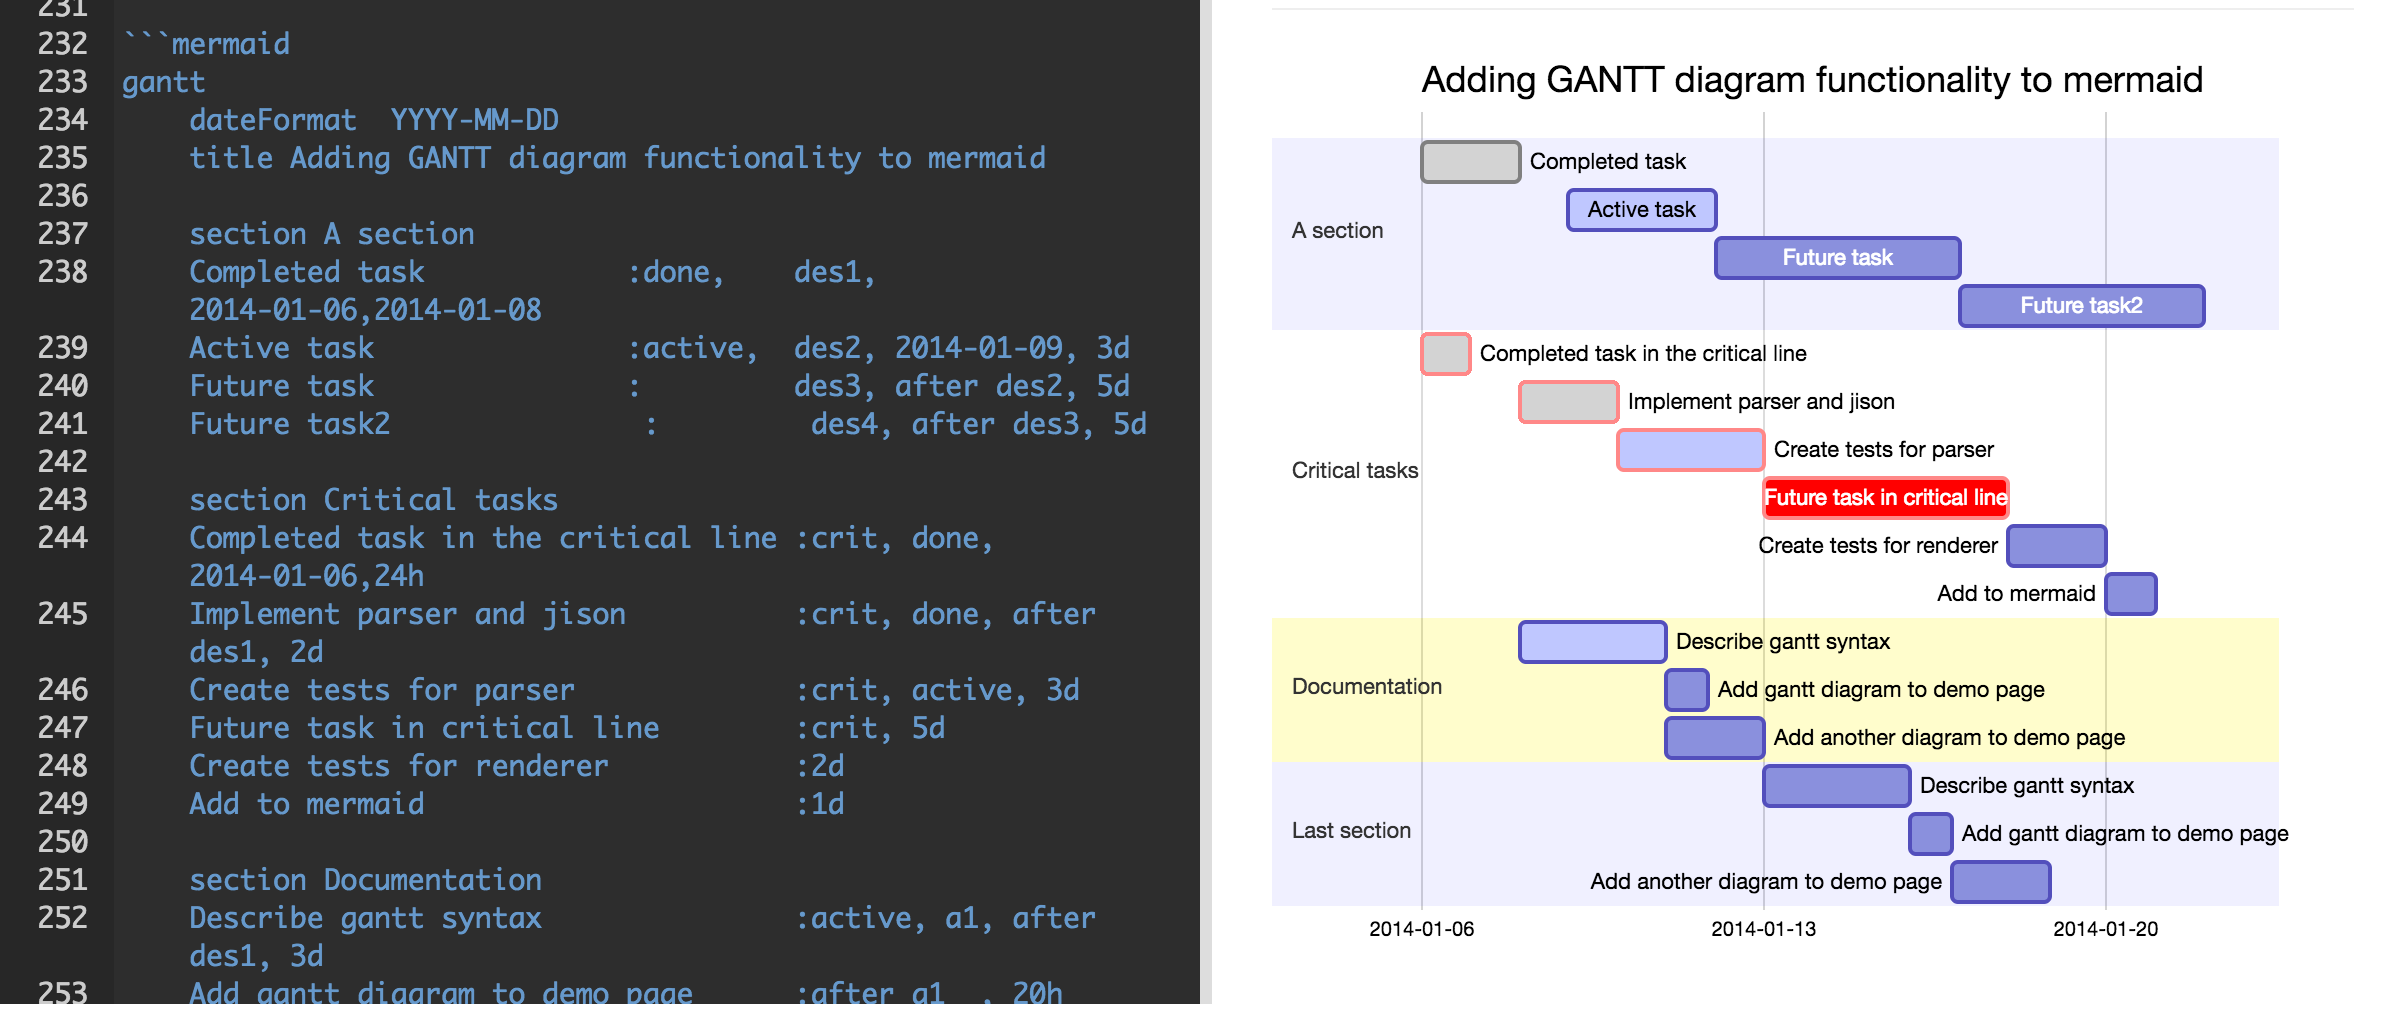 231
232 ```mermaid
233 gantt
234 dateFormat  YYYY-MM-DD
235 title Adding GANTT diagram functionality to mermaid
236
237 section A section
238 Completed task            :done,    des1,
2014-01-06,2014-01-08
239 Active task               :active,  des2, 2014-01-09, 3d
240 Future task               :         des3, after des2, 5d
241 Future task2               :         des4, after des3, 5d
242
243 section Critical tasks
244 Completed task in the critical line :crit, done,
2014-01-06,24h
245 Implement parser and jison          :crit, done, after
des1, 2d
246 Create tests for parser             :crit, active, 3d
247 Future task in critical line        :crit, 5d
248 Create tests for renderer           :2d
249 Add to mermaid                      :1d
250
251 section Documentation
252 Describe gantt syntax               :active, a1, after
des1, 3d
253 Add gantt diagram to demo page      :after a1  , 20h
Adding GANTT diagram functionality to mermaid
A section
Completed task
Active task
Future task
Future task2
Critical tasks
Completed task in the critical line
Implement parser and jison
Create tests for parser
Future task in critical line
Create tests for renderer
Add to mermaid
Documentation
Describe gantt syntax
Add gantt diagram to demo page
Add another diagram to demo page
Last section
Describe gantt syntax
Add gantt diagram to demo page
Add another diagram to demo page
2014-01-06
2014-01-13
2014-01-20